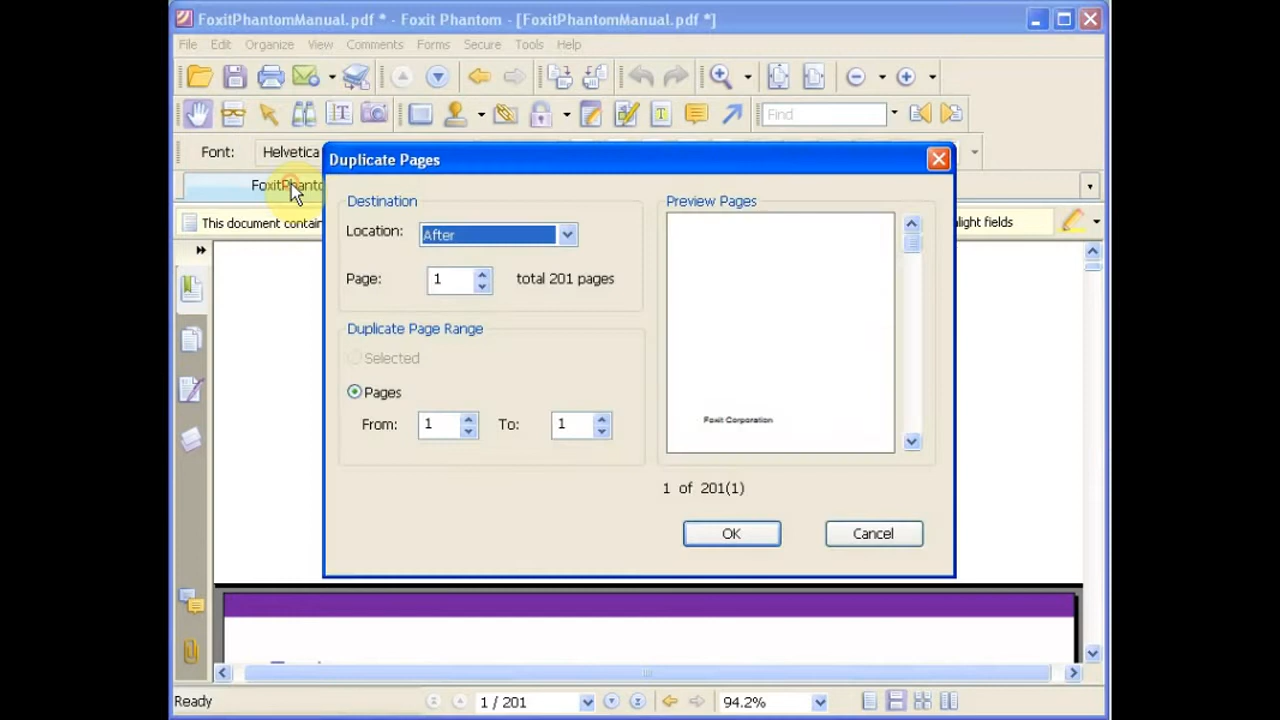 FoxitPhantomManual.pdf * - Foxit Phantom - [FoxitPhantomManual.pdf *]
File Edit Organize View Comments Forms Secure Tools Help
Find
Font: Helvetica
Duplicate Pages
FoxitPhanto
This document contain
light fields
Destination
Location: After
Page: 1 total 201 pages
Duplicate Page Range
Selected
Pages
From: 1 To: 1
Preview Pages
Foxit Corporation
1 of 201(1)
OK Cancel
Ready 1 / 201 94.2%